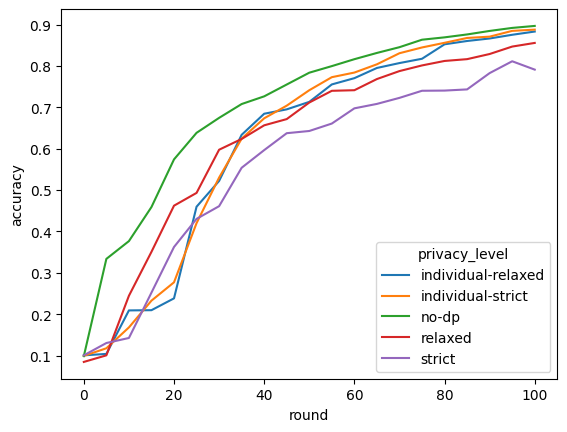 0.9
0.8
0.7
0.6
0.5
0.4
0.3
0.2
0.1
accuracy
privacy_level
individual-relaxed
individual-strict
no-dp
relaxed
strict
0 20 40 60 80 100
round